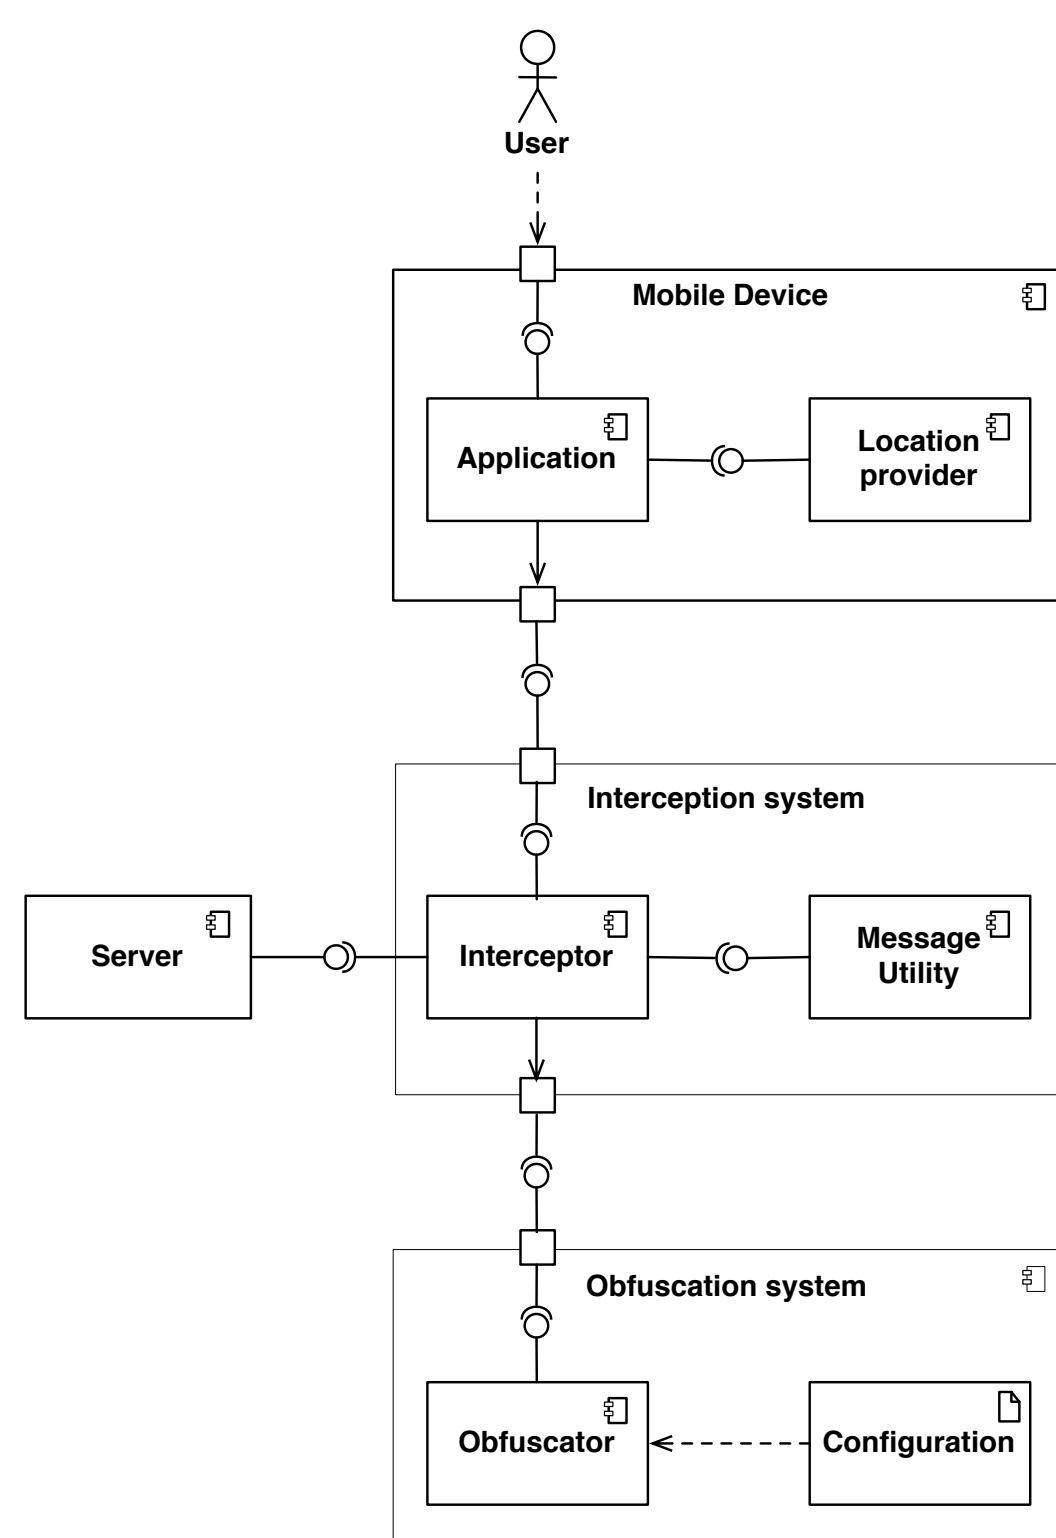 User
Mobile Device
Application
Location
provider
Interception system
Server
Interceptor
Message
Utility
Obfuscation system
Obfuscator
Configuration